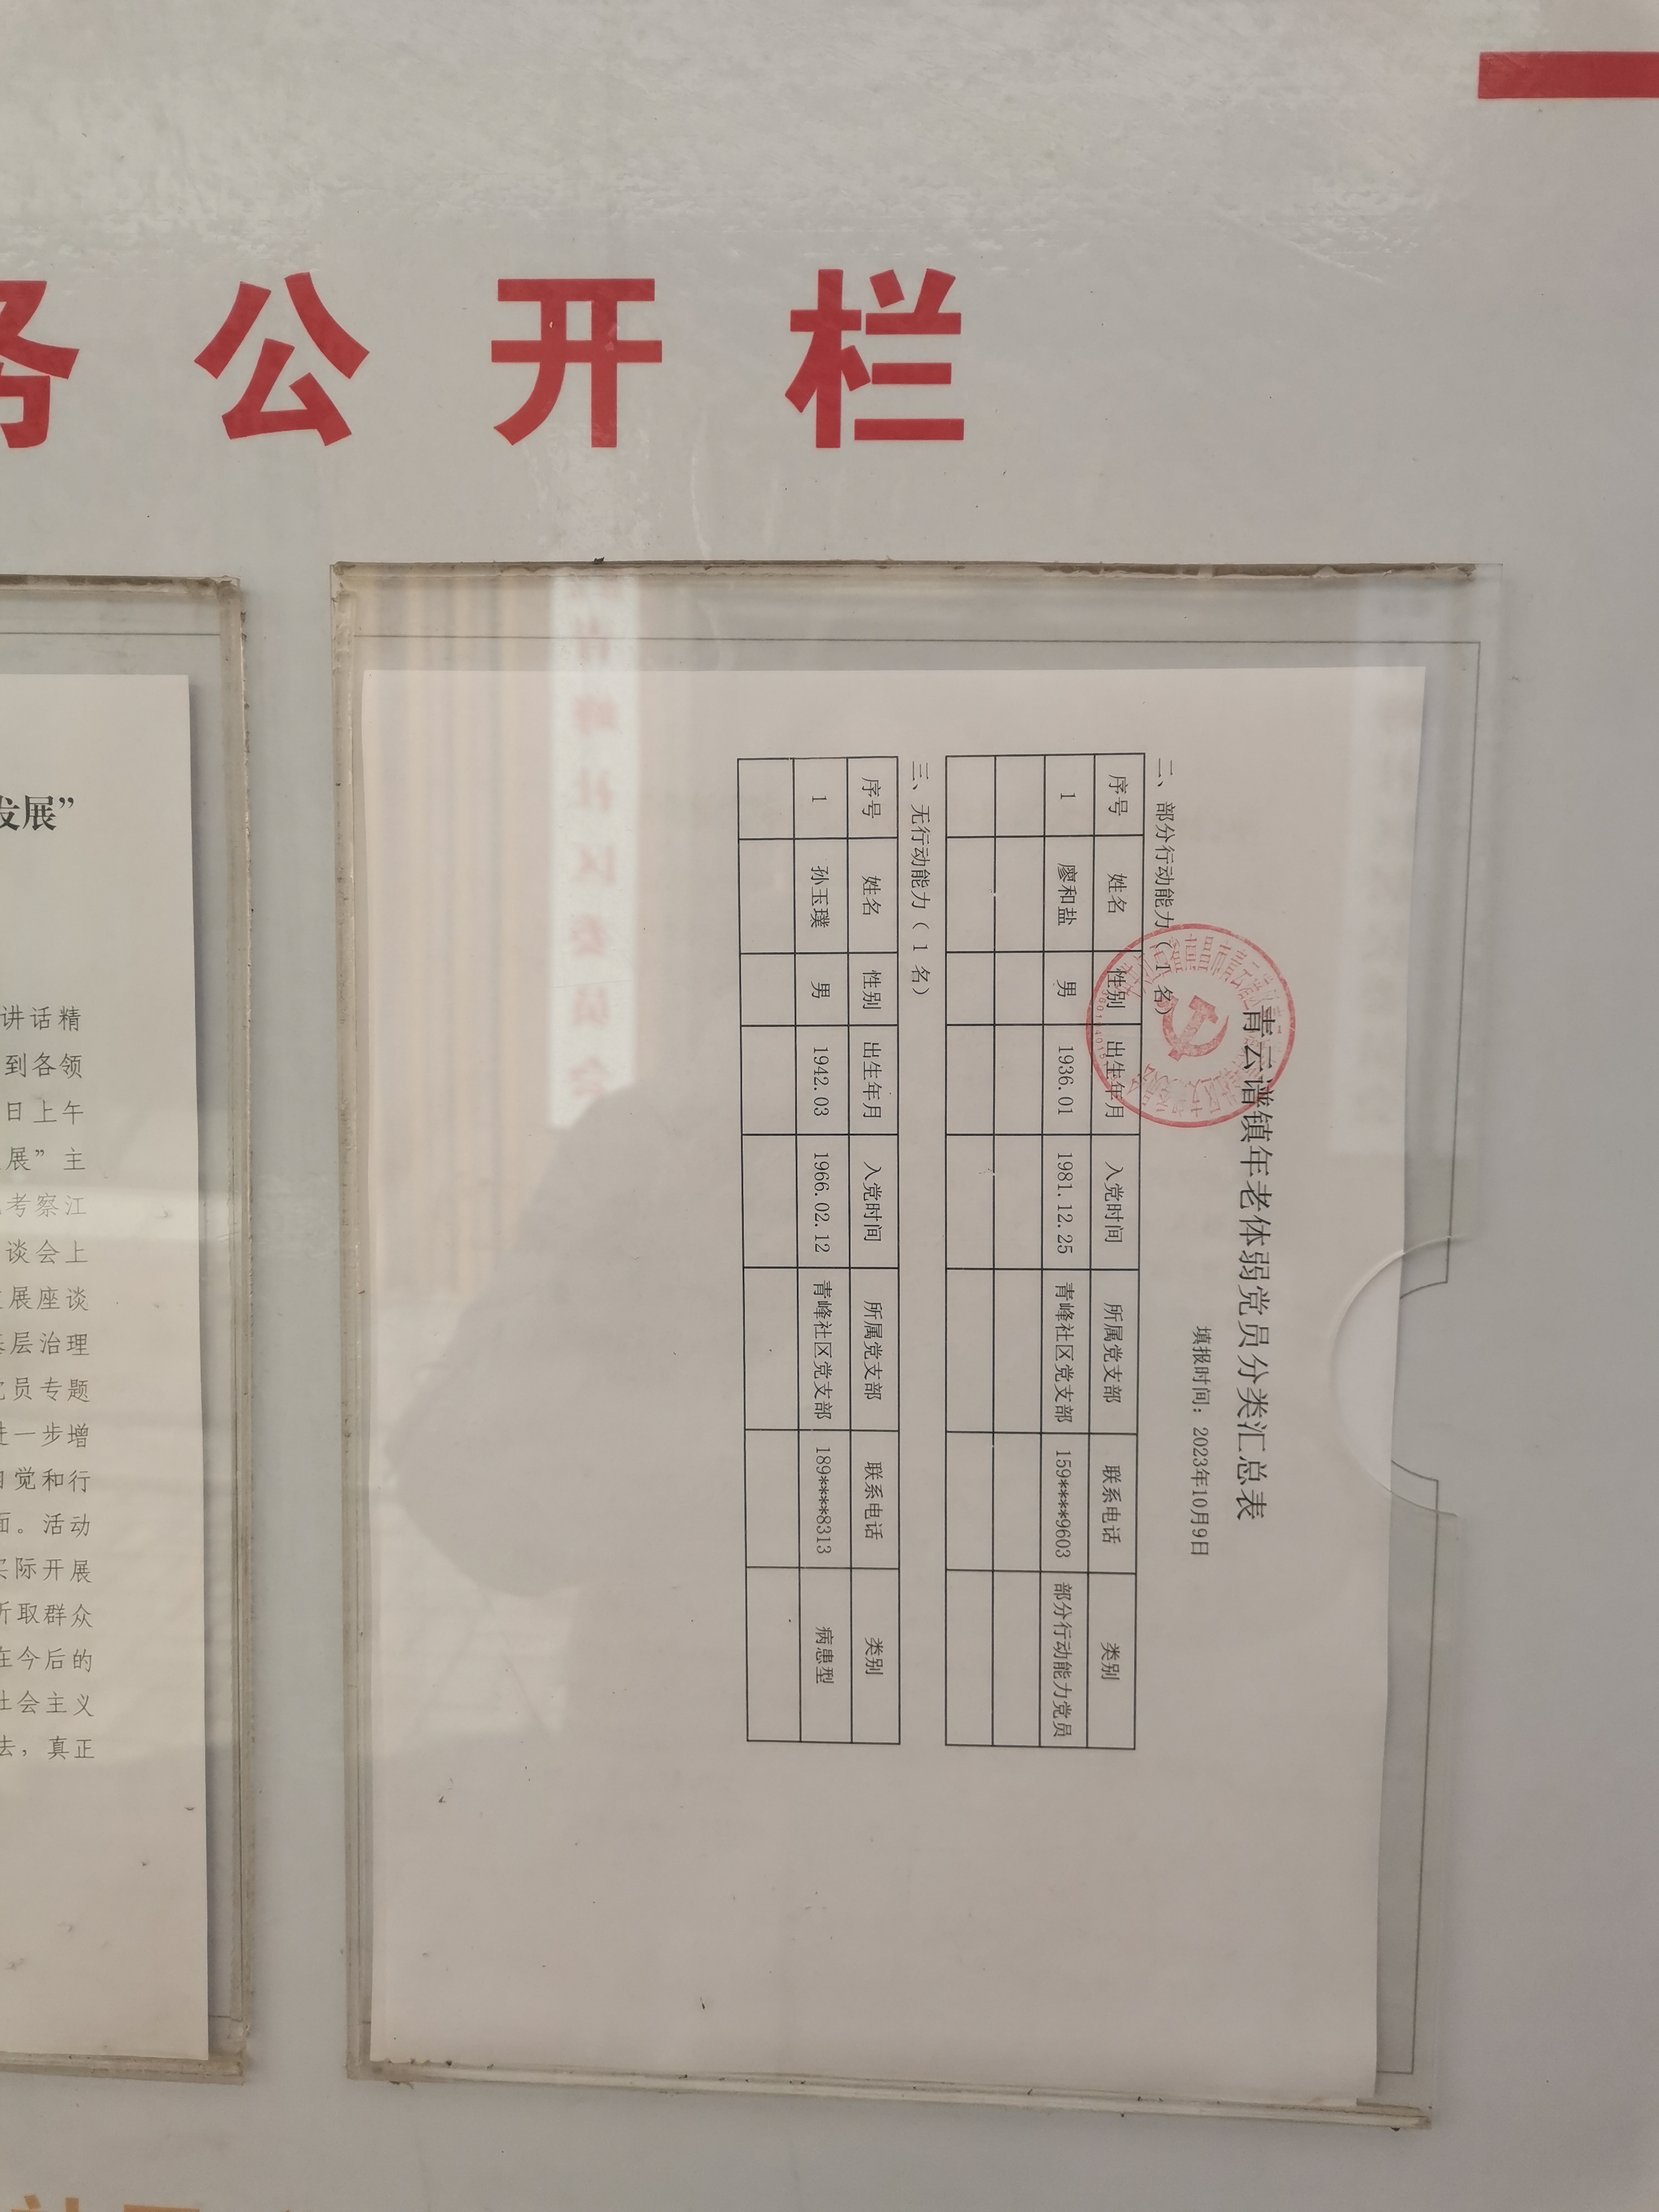 务公开栏
发展”
讲话精
到各领
日上午
展”主
考察江
谈会上
展座谈
基层治理
党员专题
进一步增
自觉和行
面。活动
实际开展
听取群众
在今后的
社会主义
去，真正
青云谱镇年老体弱党员分类汇总表
填报时间：2023年10月9日
二、部分行动能力（1名）
序号 姓名 性别 出生年月 入党时间 所属党支部 联系电话 类别
1 廖和盐 男 1936.01 1981.12.25 青峰社区党支部 159****9603 部分行动能力党员
三、无行动能力（1名）
序号 姓名 性别 出生年月 入党时间 所属党支部 联系电话 类别
1 孙玉璞 男 1942.03 1966.02.12 青峰社区党支部 189****8313 病患型